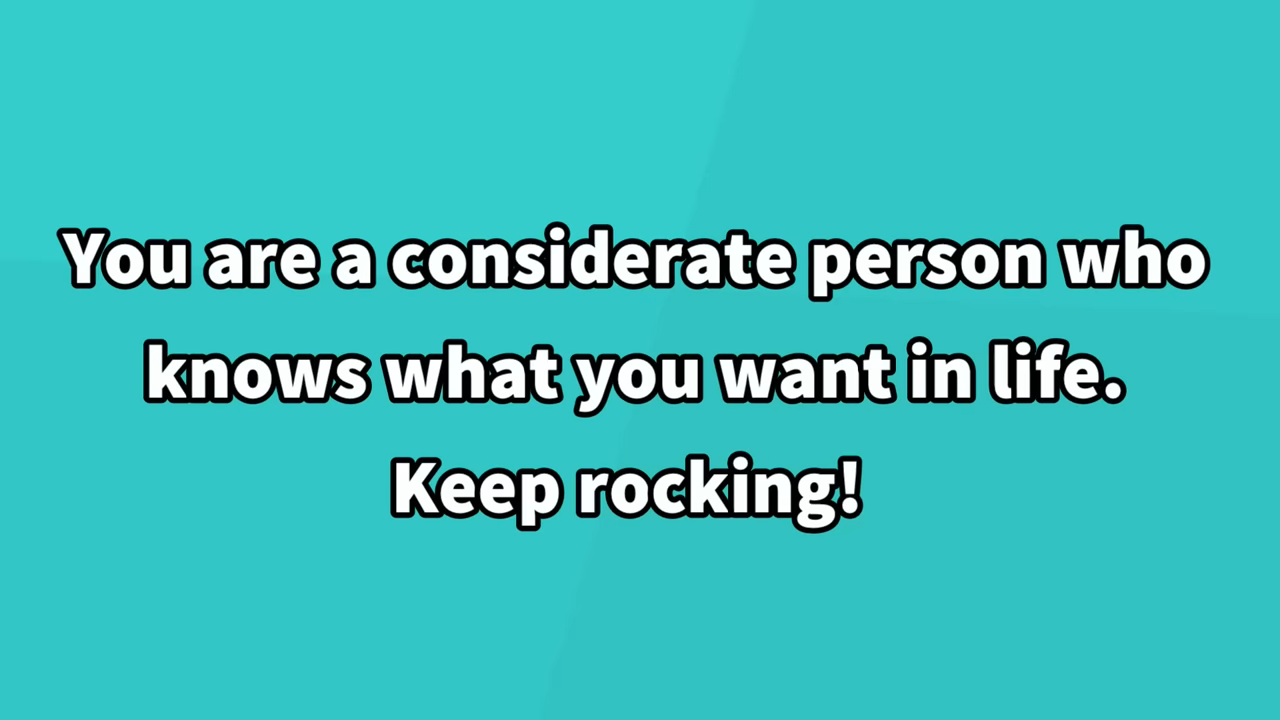 You are a considerate person who
knows what you want in life.
Keep rocking!